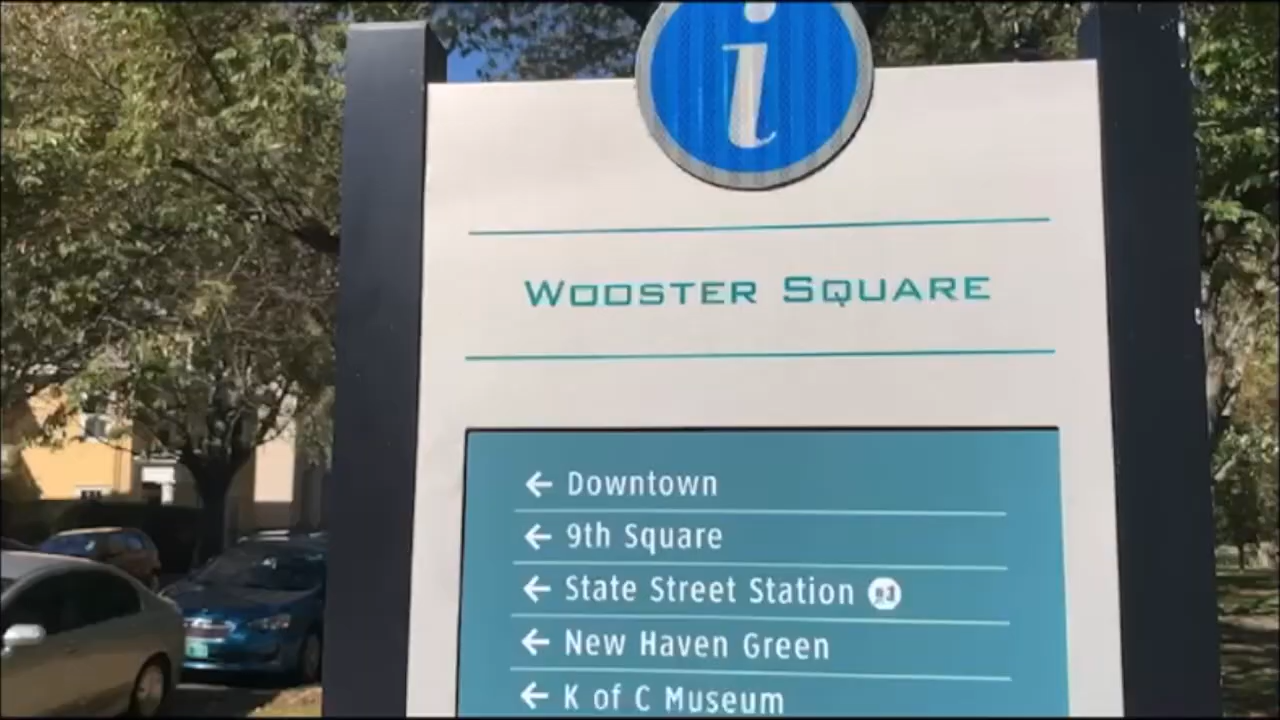 i
WOOSTER SQUARE
← Downtown
← 9th Square
← State Street Station
← New Haven Green
← K of C Museum